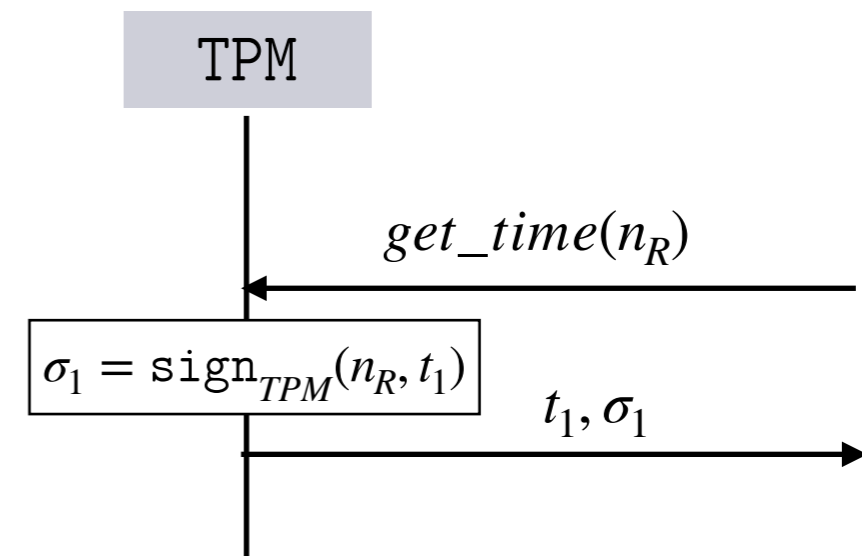 TPM
get_time(n_R)
σ_1 = sign_TPM(n_R, t_1)
t_1, σ_1